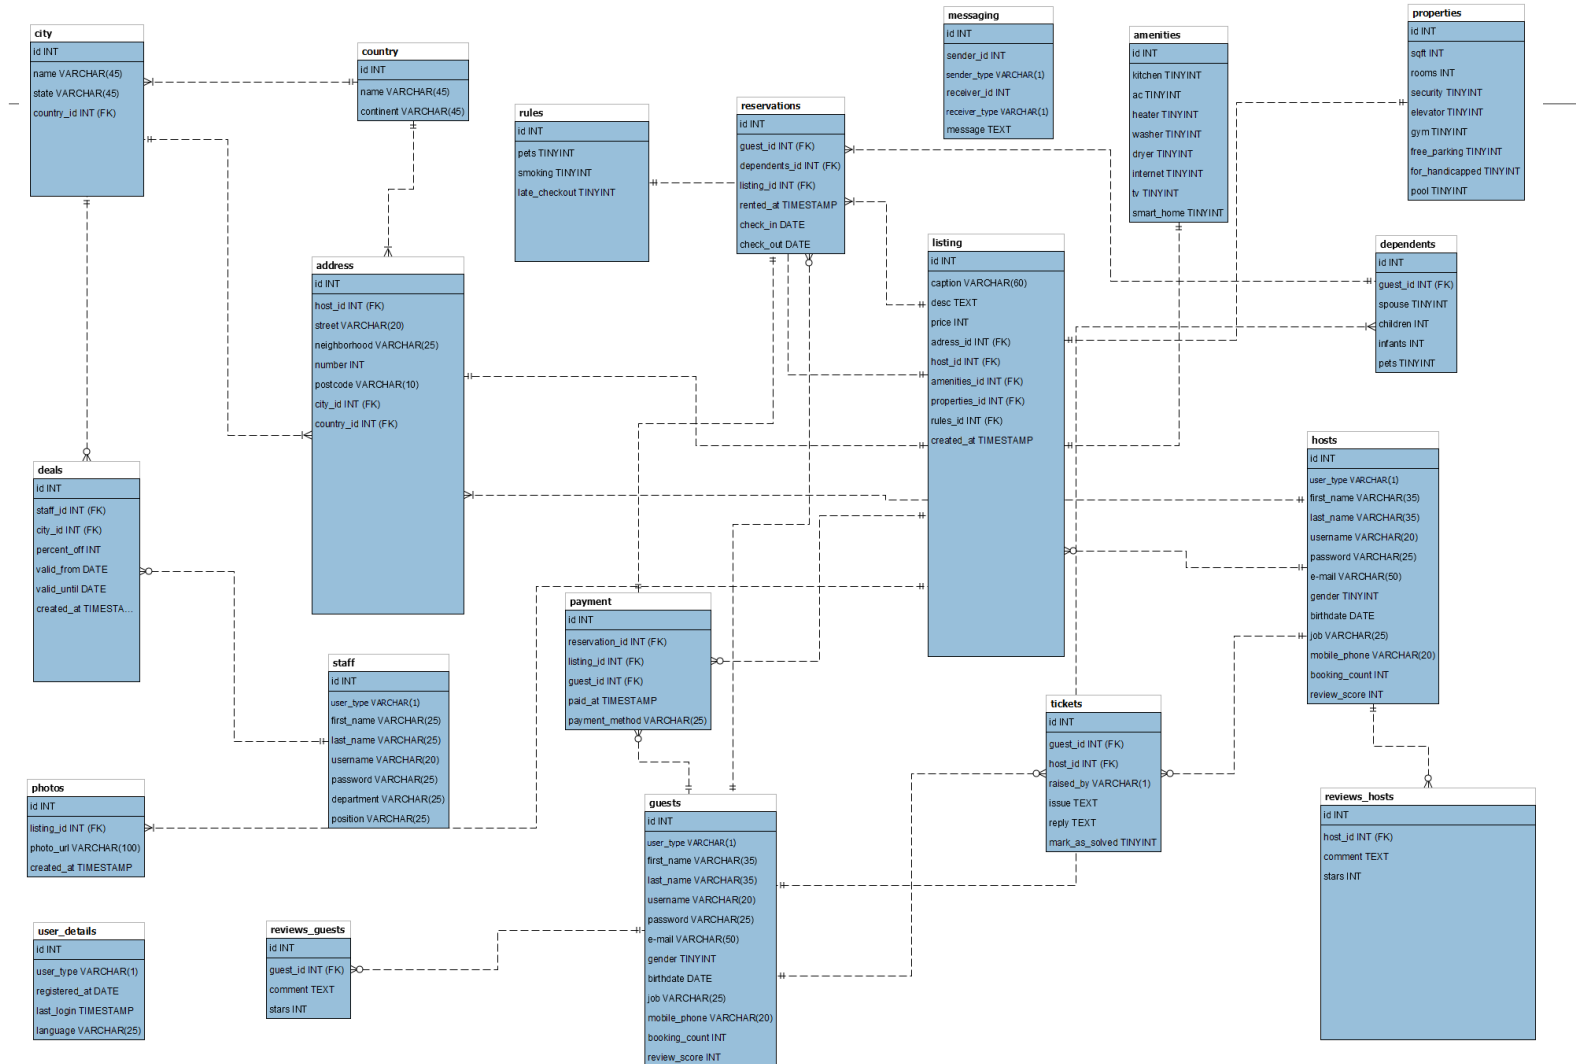 city
id INT
name VARCHAR(45)
state VARCHAR(45)
country_id INT (FK)
country
id INT
name VARCHAR(45)
continent VARCHAR(45)
rules
id INT
pets TINYINT
smoking TINYINT
late_checkout TINYINT
reservations
id INT
guest_id INT (FK)
dependents_id INT (FK)
listing_id INT (FK)
rented_at TIMESTAMP
check_in DATE
check_out DATE
messaging
id INT
sender_id INT
sender_type VARCHAR(1)
receiver_id INT
receiver_type VARCHAR(1)
message TEXT
amenities
id INT
kitchen TINYINT
ac TINYINT
heater TINYINT
washer TINYINT
dryer TINYINT
internet TINYINT
tv TINYINT
smart_home TINYINT
properties
id INT
sqft INT
rooms INT
security TINYINT
elevator TINYINT
gym TINYINT
free_parking TINYINT
for_handicapped TINYINT
pool TINYINT
address
id INT
host_id INT (FK)
street VARCHAR(20)
neighborhood VARCHAR(25)
number INT
postcode VARCHAR(10)
city_id INT (FK)
country_id INT (FK)
listing
id INT
caption VARCHAR(60)
desc TEXT
price INT
adress_id INT (FK)
host_id INT (FK)
amenities_id INT (FK)
properties_id INT (FK)
rules_id INT (FK)
created_at TIMESTAMP
dependents
id INT
guest_id INT (FK)
spouse TINYINT
children INT
infants INT
pets TINYINT
deals
id INT
staff_id INT (FK)
city_id INT (FK)
percent_off INT
valid_from DATE
valid_until DATE
created_at TIMESTA...
hosts
id INT
user_type VARCHAR(1)
first_name VARCHAR(35)
last_name VARCHAR(35)
username VARCHAR(20)
password VARCHAR(25)
e-mail VARCHAR(50)
gender TINYINT
birthdate DATE
job VARCHAR(25)
mobile_phone VARCHAR(20)
booking_count INT
review_score INT
payment
id INT
reservation_id INT (FK)
listing_id INT (FK)
guest_id INT (FK)
paid_at TIMESTAMP
payment_method VARCHAR(25)
staff
id INT
user_type VARCHAR(1)
first_name VARCHAR(25)
last_name VARCHAR(25)
username VARCHAR(20)
password VARCHAR(25)
department VARCHAR(25)
position VARCHAR(25)
tickets
id INT
guest_id INT (FK)
host_id INT (FK)
raised_by VARCHAR(1)
issue TEXT
reply TEXT
mark_as_solved TINYINT
photos
id INT
listing_id INT (FK)
photo_url VARCHAR(100)
created_at TIMESTAMP
guests
id INT
user_type VARCHAR(1)
first_name VARCHAR(35)
last_name VARCHAR(35)
username VARCHAR(20)
password VARCHAR(25)
e-mail VARCHAR(50)
gender TINYINT
birthdate DATE
job VARCHAR(25)
mobile_phone VARCHAR(20)
booking_count INT
review_score INT
reviews_hosts
id INT
host_id INT (FK)
comment TEXT
stars INT
user_details
id INT
user_type VARCHAR(1)
registered_at DATE
last_login TIMESTAMP
language VARCHAR(25)
reviews_guests
id INT
guest_id INT (FK)
comment TEXT
stars INT